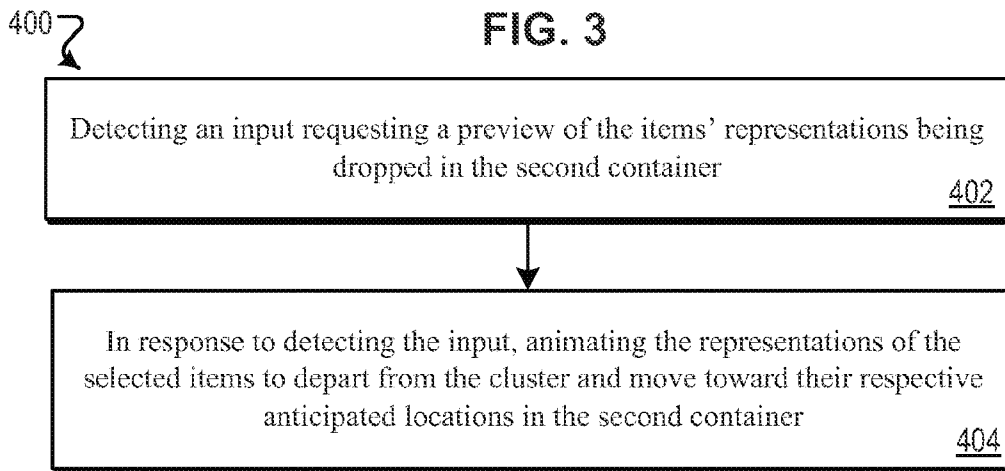 400
FIG. 3
Detecting an input requesting a preview of the items' representations being
dropped in the second container
402
In response to detecting the input, animating the representations of the
selected items to depart from the cluster and move toward their respective
anticipated locations in the second container
404